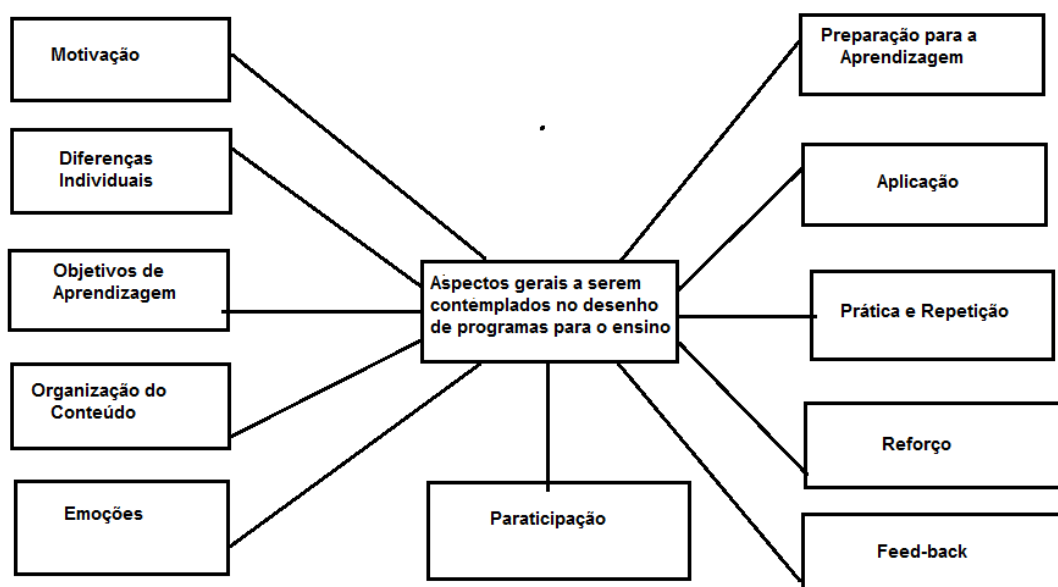 Motivação
Diferenças
Individuais
Objetivos de
Aprendizagem
Organização do
Conteúdo
Emoções
Aspectos gerais a serem
contemplados no desenho
de programas para o ensino
Paraticipação
Preparação para a
Aprendizagem
Aplicação
Prática e Repetição
Reforço
Feed-back